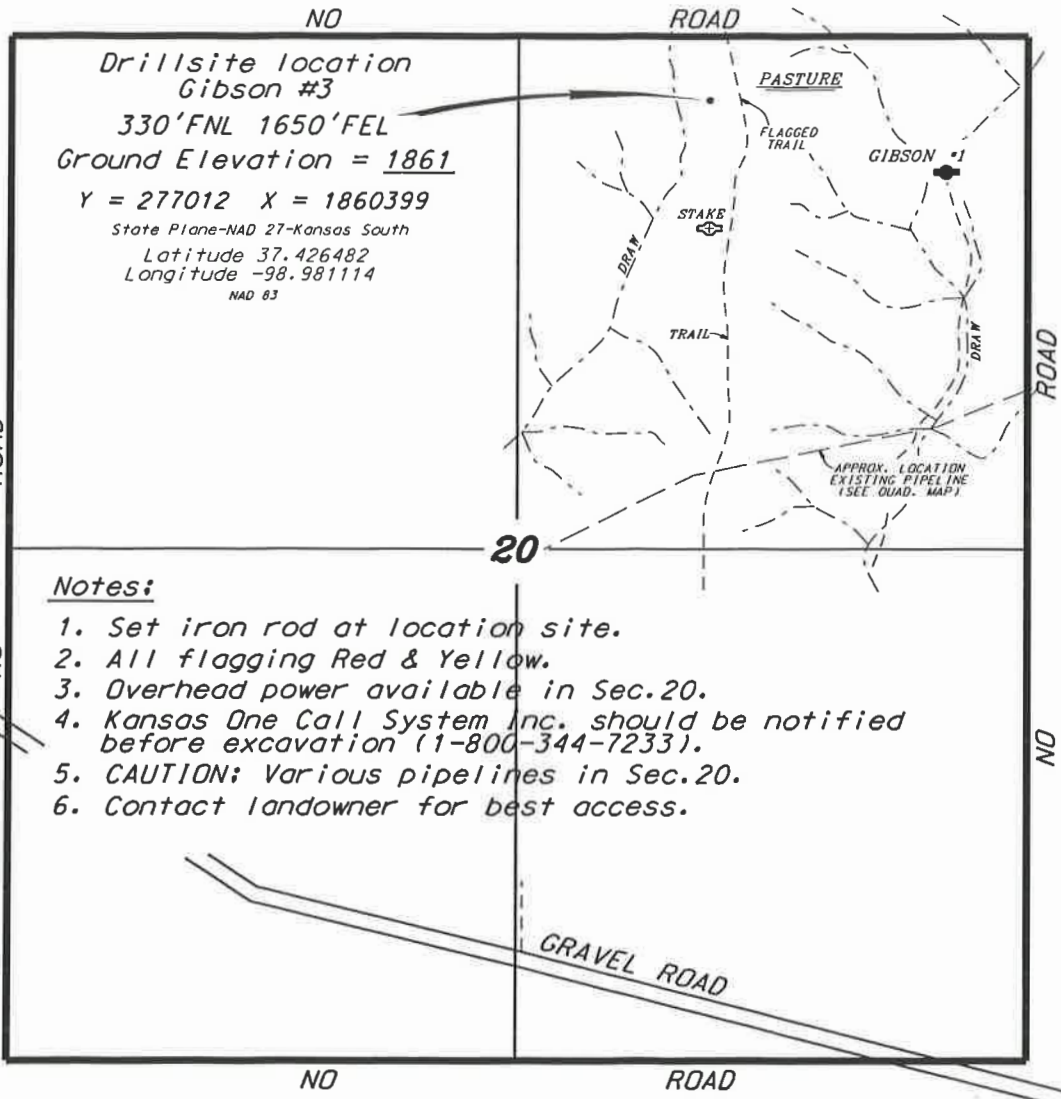 NO ROAD
Drillsite location
Gibson #3
330'FNL 1650'FEL
Ground Elevation = 1861
Y = 277012 X = 1860399
State Plane-NAD 27-Kansas South
Latitude 37.426482
Longitude -98.981114
NAD 83
PASTURE
FLAGGED
TRAIL
GIBSON #1
STAKE
DRAW
TRAIL
DRAW
ROAD
APPROX. LOCATION
EXISTING PIPELINE
(SEE QUAD. MAP)
20
Notes:
1. Set iron rod at location site.
2. All flagging Red & Yellow.
3. Overhead power available in Sec.20.
4. Kansas One Call System Inc. should be notified
before excavation (1-800-344-7233).
5. CAUTION: Various pipelines in Sec.20.
6. Contact landowner for best access.
NO
GRAVEL ROAD
NO ROAD